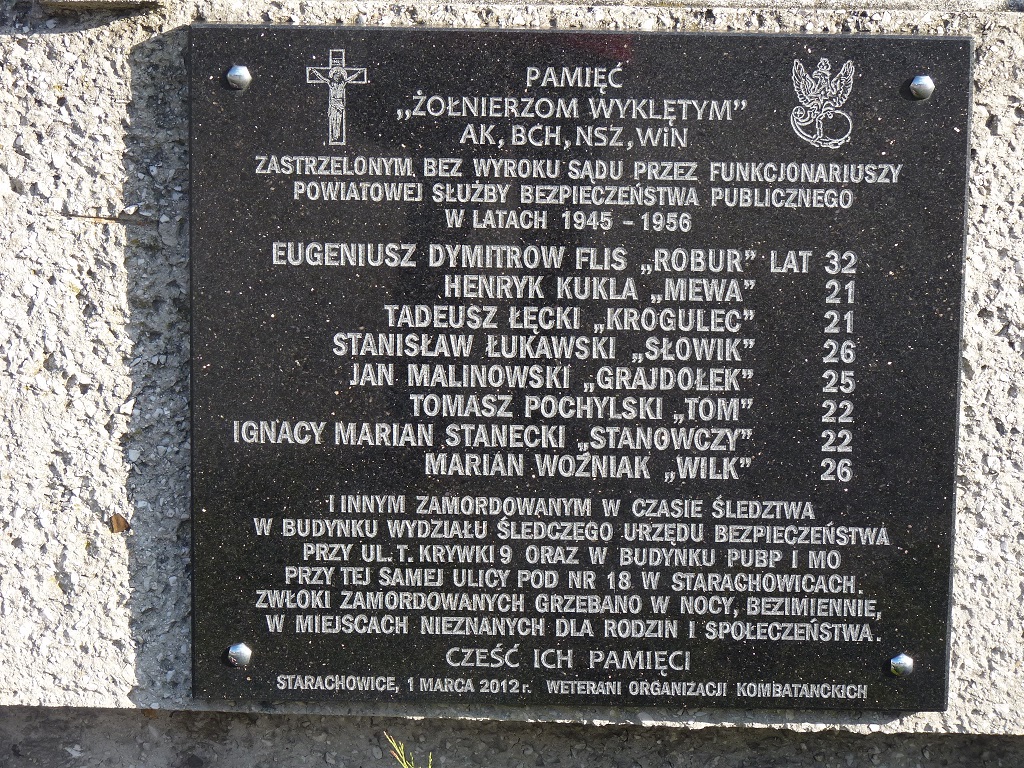 PAMIĘĆ
„ŻOŁNIERZOM WYKLĘTYM”
AK, BCH, NSZ, WiN
ZASTRZELONYM BEZ WYROKU SĄDU PRZEZ FUNKCJONARIUSZY
POWIATOWEJ SŁUŻBY BEZPIECZEŃSTWA PUBLICZNEGO
W LATACH 1945 – 1956
EUGENIUSZ DYMITROW FLIS „ROBUR” LAT 32
HENRYK KUKLA „MEWA” 21
TADEUSZ ŁĘCKI „KROGULEC” 21
STANISŁAW ŁUKAWSKI „SŁOWIK” 26
JAN MALINOWSKI „GRAJDOŁEK” 25
TOMASZ POCHYLSKI „TOM” 22
IGNACY MARIAN STANECKI „STANOWCZY” 22
MARIAN WOŹNIAK „WILK” 26
I INNYM ZAMORDOWANYM W CZASIE ŚLEDZTWA
W BUDYNKU WYDZIAŁU ŚLEDCZEGO URZĘDU BEZPIECZEŃSTWA
PRZY UL. T. KRYWKI 9 ORAZ W BUDYNKU PUBP I MO
PRZY TEJ SAMEJ ULICY POD NR 18 W STARACHOWICACH.
ZWŁOKI ZAMORDOWANYCH GRZEBANO W NOCY, BEZIMIENNIE,
W MIEJSCACH NIEZNANYCH DLA RODZIN I SPOŁECZEŃSTWA.
CZEŚĆ ICH PAMIĘCI
STARACHOWICE, 1 MARCA 2012 r. WETERANI ORGANIZACJI KOMBATANCKICH